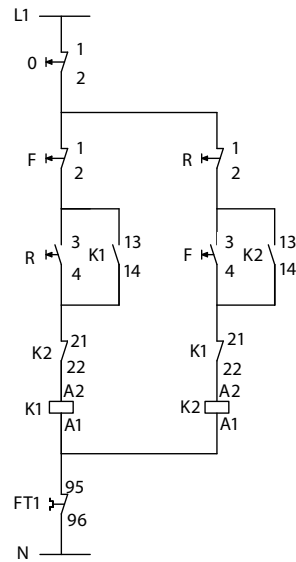 L1
0 1
2
F 1
2
R 1
2
R 3
4
K1 13
14
F 3
4
K2 13
14
K2 21
22
K1 21
22
K1 A2
A1
K2 A2
A1
FT1 95
96
N